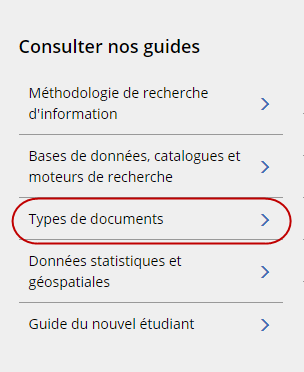 Consulter nos guides
Méthodologie de recherche
d'information
Bases de données, catalogues et
moteurs de recherche
Types de documents
Données statistiques et
géospatiales
Guide du nouvel étudiant